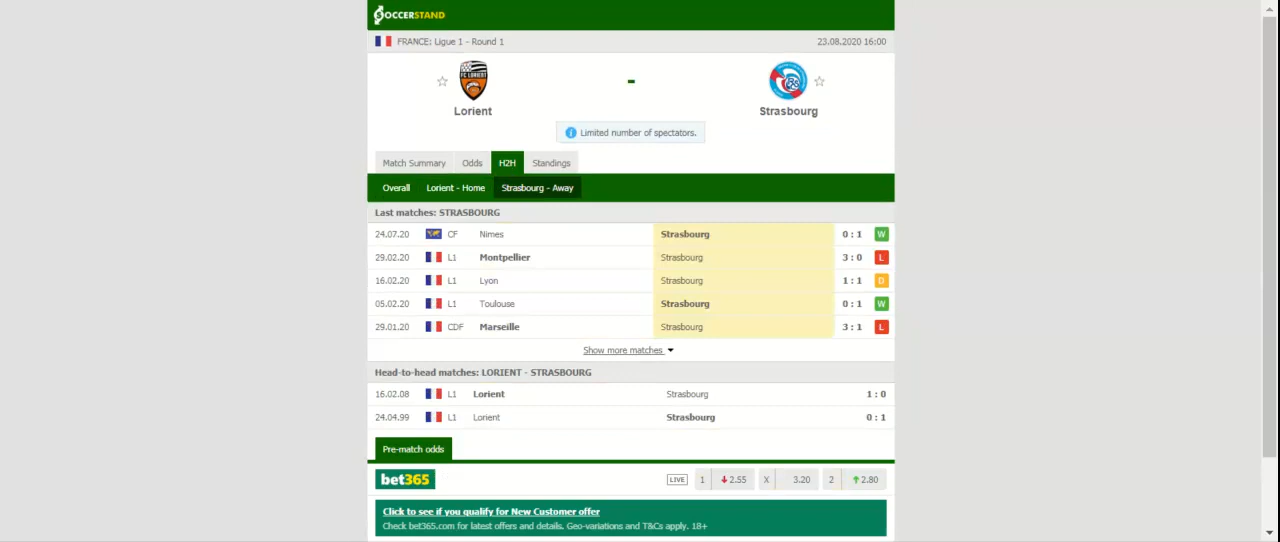 SOCCERSTAND
FRANCE: Ligue 1 - Round 1 23.08.2020 16:00
FC LORIENT
-
Lorient Strasbourg
Limited number of spectators.
Match Summary Odds H2H Standings
Overall Lorient - Home Strasbourg - Away
Last matches: STRASBOURG
24.07.20 CF Nimes Strasbourg 0 : 1 W
29.02.20 L1 Montpellier Strasbourg 3 : 0 L
16.02.20 L1 Lyon Strasbourg 1 : 1 D
05.02.20 L1 Toulouse Strasbourg 0 : 1 W
29.01.20 CDF Marseille Strasbourg 3 : 1 L
Show more matches
Head-to-head matches: LORIENT - STRASBOURG
16.02.08 L1 Lorient Strasbourg 1 : 0
24.04.99 L1 Lorient Strasbourg 0 : 1
Pre-match odds
bet365 LIVE 1 2.55 X 3.20 2 2.80
Click to see if you qualify for New Customer offer
Check bet365.com for latest offers and details. Geo-variations and T&Cs apply. 18+